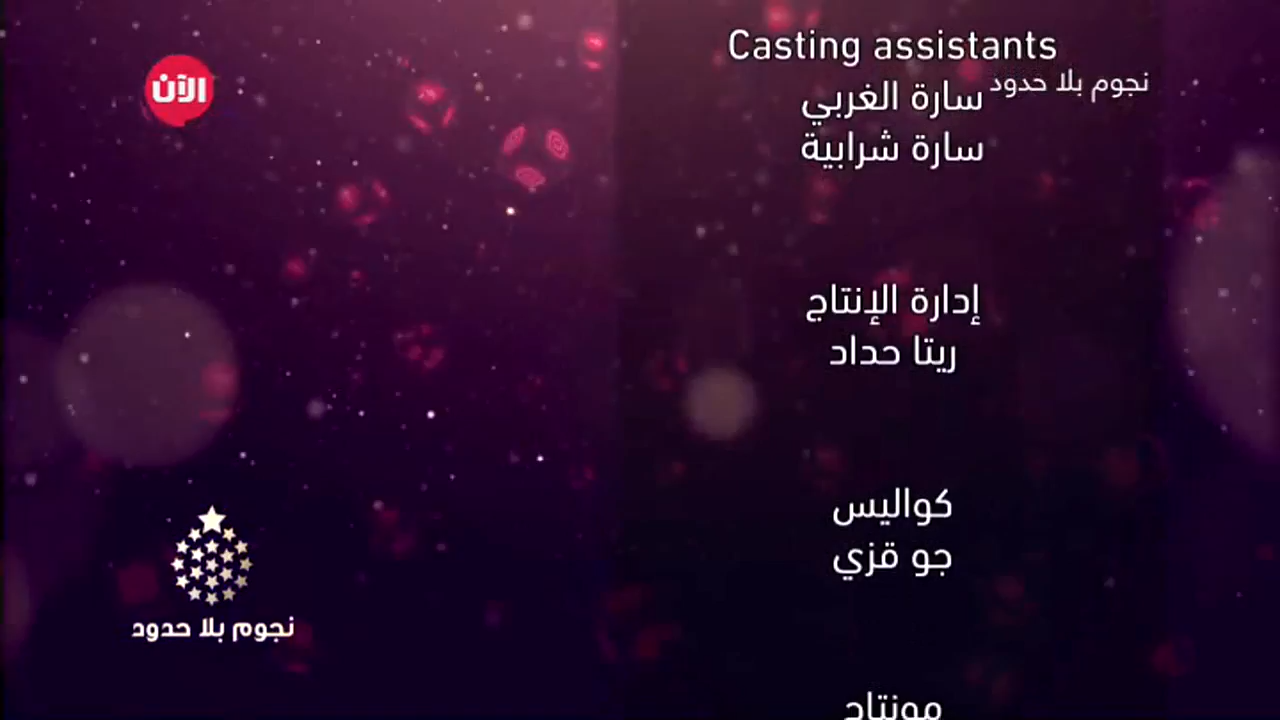 Casting assistants
نجوم بلا حدود
الآن
سارة الغربي
سارة شرابية
إدارة الإنتاج
ريتا حداد
كواليس
جو قزي
نجوم بلا حدود
مونتاج